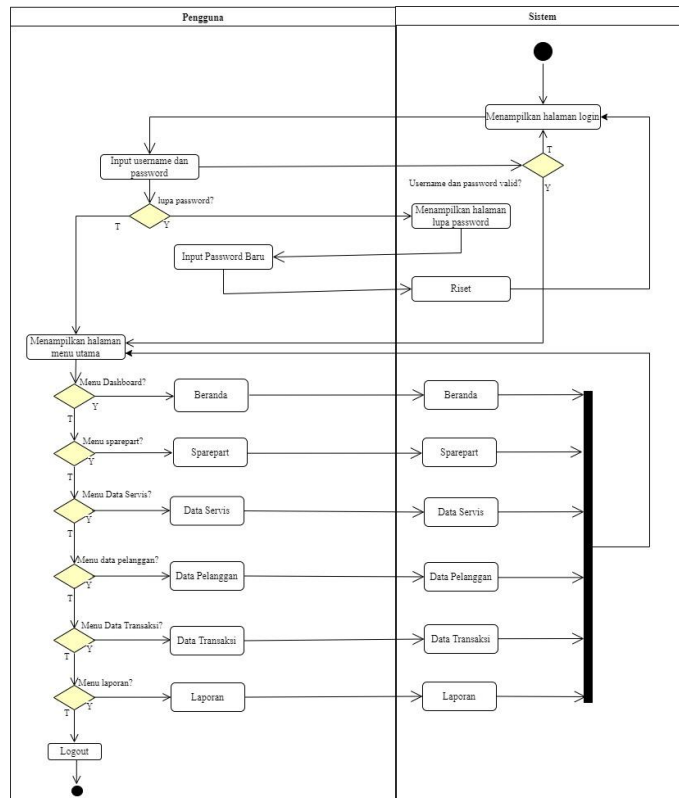 Pengguna
Sistem
Menampilkan halaman login
Input username dan
password
T
Username dan password valid?
Y
lupa password?
T
Y
Menampilkan halaman
lupa password
Input Password Baru
Riset
Menampilkan halaman
menu utama
Menu Dashboard?
T
Y
Beranda
Beranda
Menu sparepart?
T
Y
Sparepart
Sparepart
Menu Data Servis?
T
Y
Data Servis
Data Servis
Menu data pelanggan?
T
Y
Data Pelanggan
Data Pelanggan
Menu Data Transaksi?
T
Y
Data Transaksi
Data Transaksi
Menu laporan?
T
Y
Laporan
Laporan
Logout